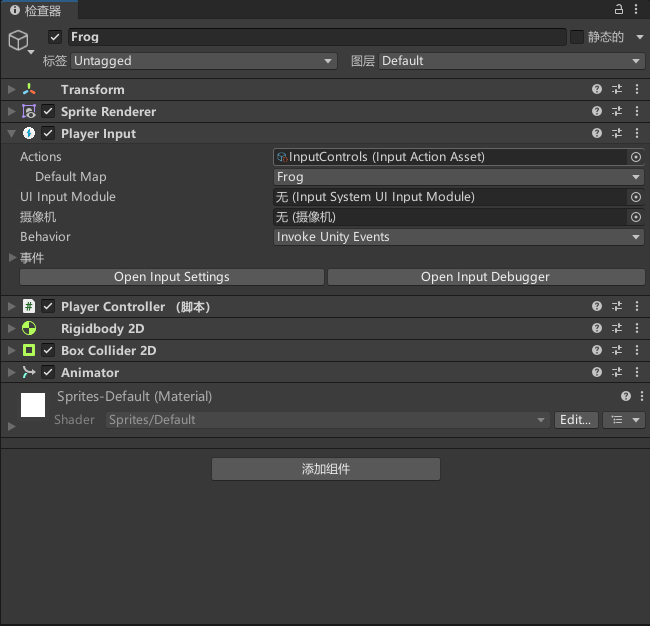 检查器
Frog 静态的
标签 Untagged 图层 Default
Transform
Sprite Renderer
Player Input
Actions InputControls (Input Action Asset)
Default Map Frog
UI Input Module 无 (Input System UI Input Module)
摄像机 无 (摄像机)
Behavior Invoke Unity Events
事件
Open Input Settings Open Input Debugger
# Player Controller （脚本）
Rigidbody 2D
Box Collider 2D
Animator
Sprites-Default (Material)
Shader Sprites/Default Edit...
添加组件